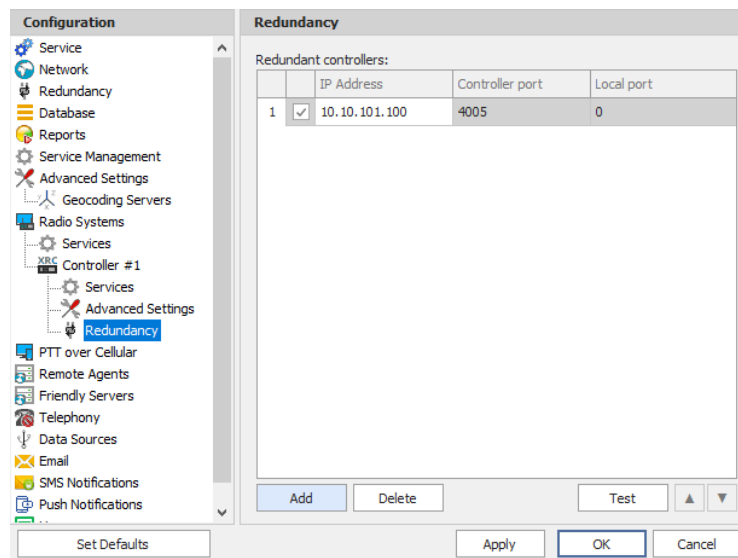 Configuration
Service
Network
Redundancy
Database
Reports
Service Management
Advanced Settings
Geocoding Servers
Radio Systems
Services
XRC Controller #1
Services
Advanced Settings
Redundancy
PTT over Cellular
Remote Agents
Friendly Servers
Telephony
Data Sources
Email
SMS Notifications
Push Notifications
Set Defaults
Redundancy
Redundant controllers:
IP Address Controller port Local port
1 10.10.101.100 4005 0
Add Delete Test
Apply OK Cancel